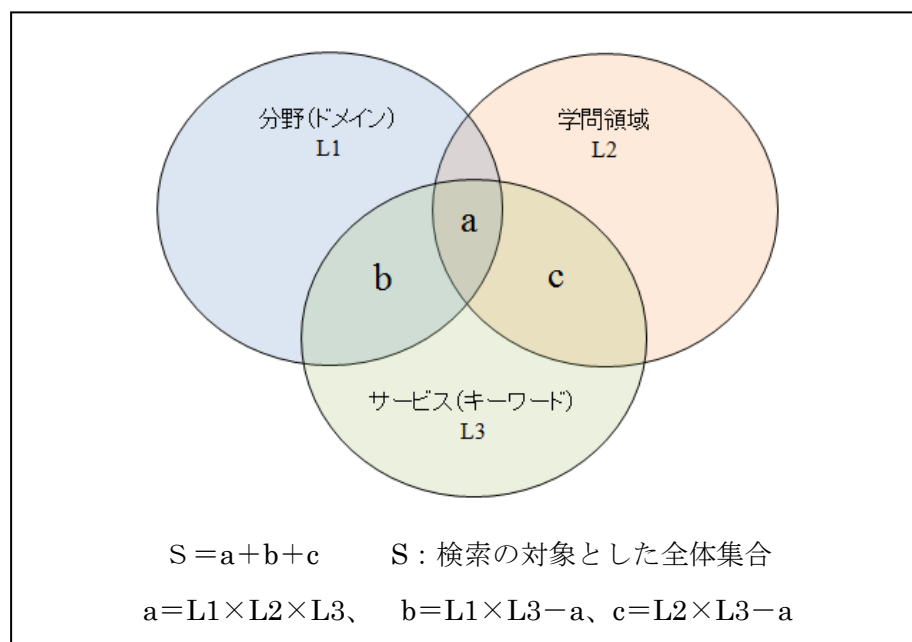 分野(ドメイン)
L1
学問領域
L2
a
b
c
サービス(キーワード)
L3
S=a+b+c S:検索の対象とした全体集合
a=L1×L2×L3、 b=L1×L3-a、c=L2×L3-a